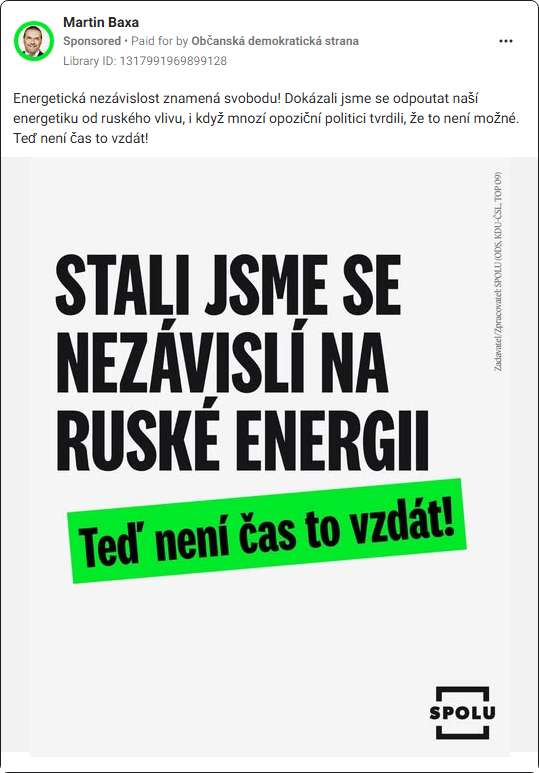 Martin Baxa
Sponsored • Paid for by Občanská demokratická strana
Library ID: 1317991969899128
Energetická nezávislost znamená svobodu! Dokázali jsme se odpoutat naší
energetiku od ruského vlivu, i když mnozí opoziční politici tvrdili, že to není možné.
Teď není čas to vzdát!
Zadavatel/Zpracovatel: SPOLU (ODS, KDU-ČSL, TOP 09)
STALI JSME SE
NEZÁVISLÍ NA
RUSKÉ ENERGII
Teď není čas to vzdát!
SPOLU